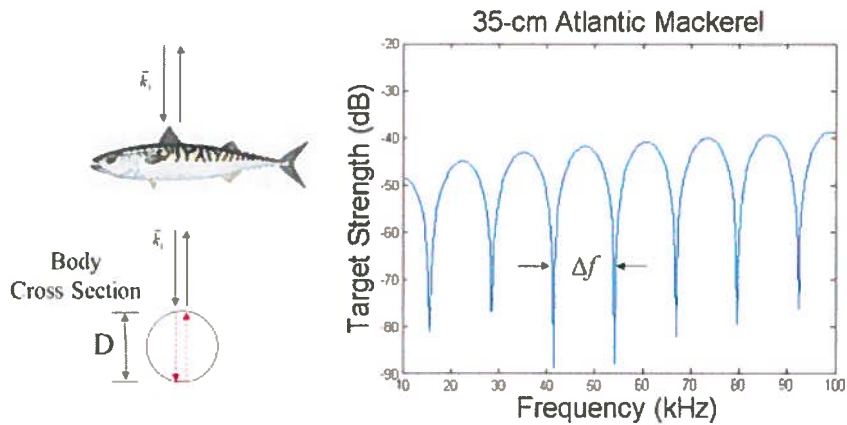 35-cm Atlantic Mackerel
k⃗ᵢ
k⃗ᵢ
Body
Cross Section
D
Target Strength (dB)
-20
-30
-40
-50
-60
-70
-80
-90
Δf
10 20 30 40 50 60 70 80 90 100
Frequency (kHz)